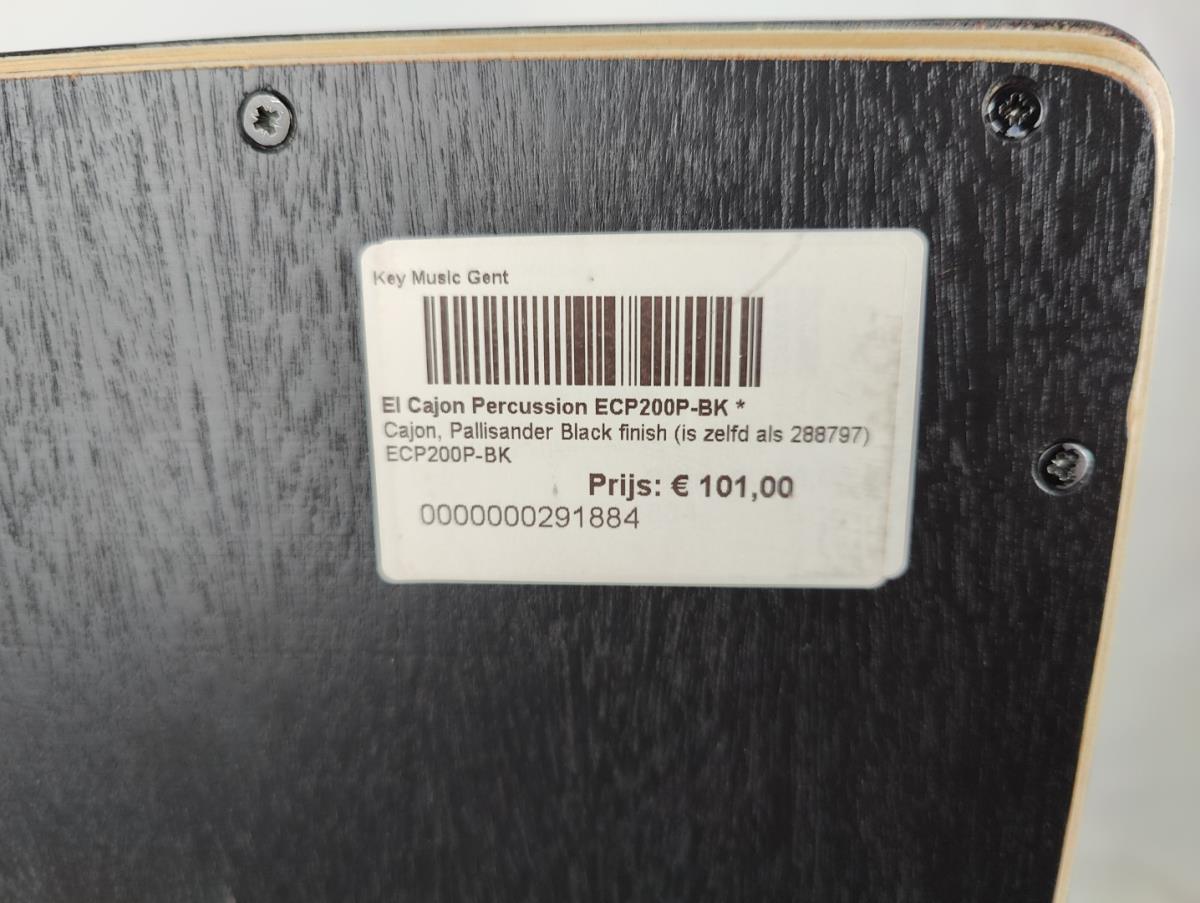 Key Music Gent
El Cajon Percussion ECP200P-BK *
Cajon, Pallisander Black finish (is zelfd als 288797)
ECP200P-BK
Prijs: € 101,00
0000000291884